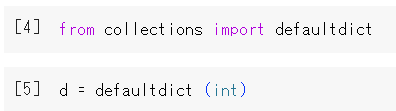 [4] from collections import defaultdict
[5] d = defaultdict (int)